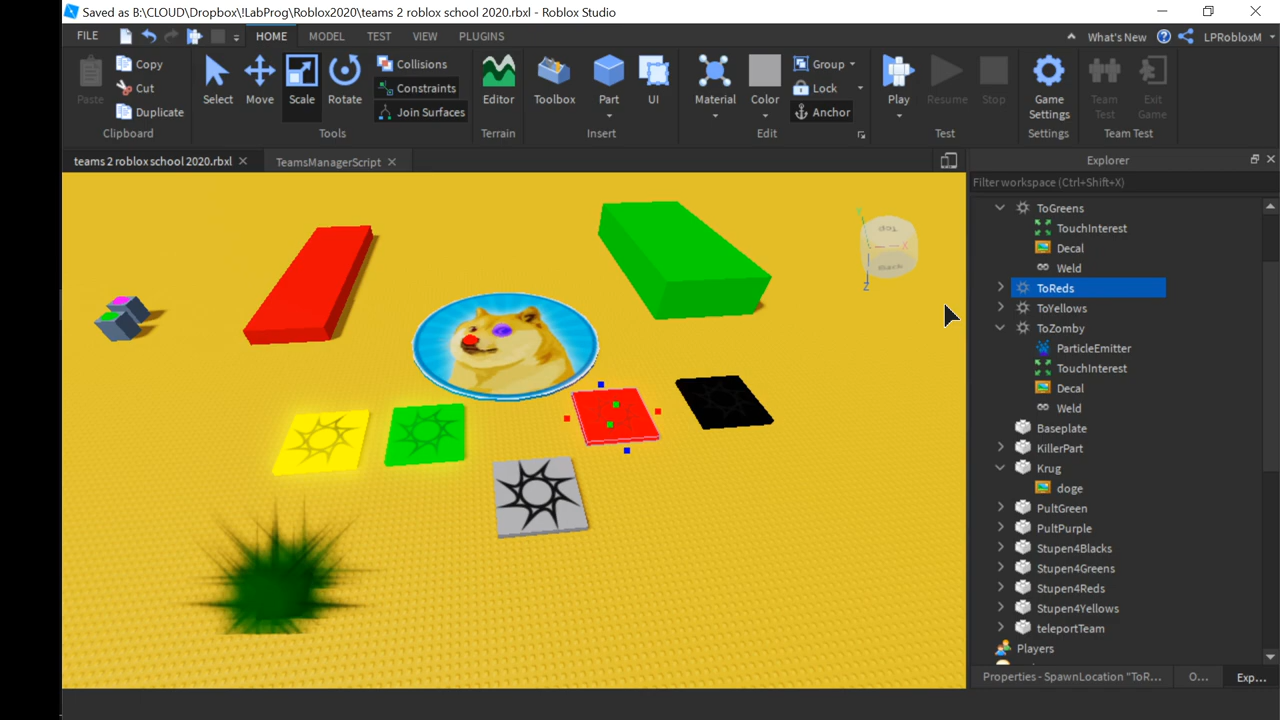 Saved as B:\CLOUD\Dropbox\!LabProg\Roblox2020\teams 2 roblox school 2020.rbxl - Roblox Studio
FILE HOME MODEL TEST VIEW PLUGINS What's New LPRobloxM
Paste Copy Cut Duplicate
Clipboard
Select Move Scale Rotate
Collisions
Constraints
Join Surfaces
Tools
Editor
Terrain
Toolbox Part UI
Insert
Material Color
Group
Lock
Anchor
Edit
Play Resume Stop
Test
Game Settings
Settings
Team Test
Exit Game
Team Test
teams 2 roblox school 2020.rbxl TeamsManagerScript
Explorer
Filter workspace (Ctrl+Shift+X)
ToGreens
TouchInterest
Decal
Weld
ToReds
ToYellows
ToZomby
ParticleEmitter
TouchInterest
Decal
Weld
Baseplate
KillerPart
Krug
doge
PultGreen
PultPurple
Stupen4Blacks
Stupen4Greens
Stupen4Reds
Stupen4Yellows
teleportTeam
Players
Properties - SpawnLocation "ToR... O... Exp...
X
Z